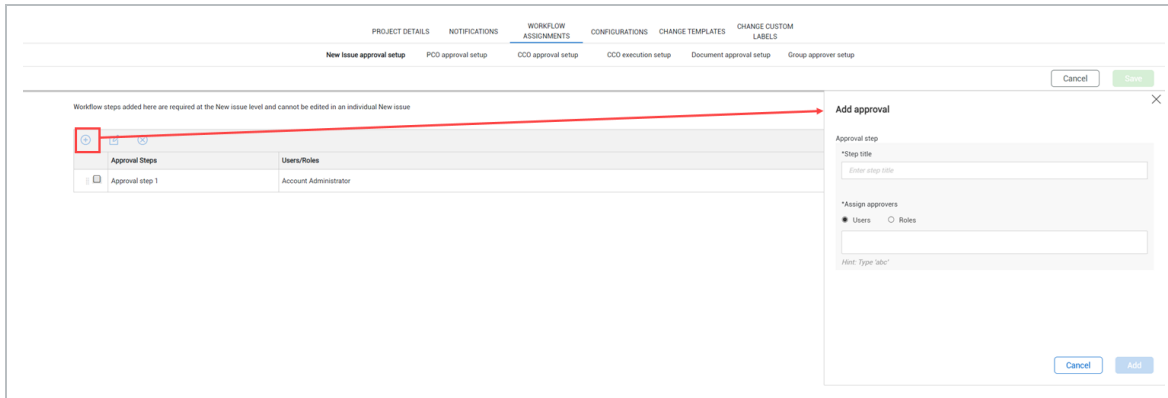 PROJECT DETAILS NOTIFICATIONS WORKFLOW ASSIGNMENTS CONFIGURATIONS CHANGE TEMPLATES CHANGE CUSTOM LABELS
New Issue approval setup PCO approval setup CCO approval setup CCO execution setup Document approval setup Group approver setup
Cancel Save
Workflow steps added here are required at the New issue level and cannot be edited in an individual New issue
Approval Steps Users/Roles
Approval step 1 Account Administrator
Add approval
Approval step
*Step title
Enter step title
*Assign approvers
Users Roles
Hint: Type 'abc'
Cancel Add